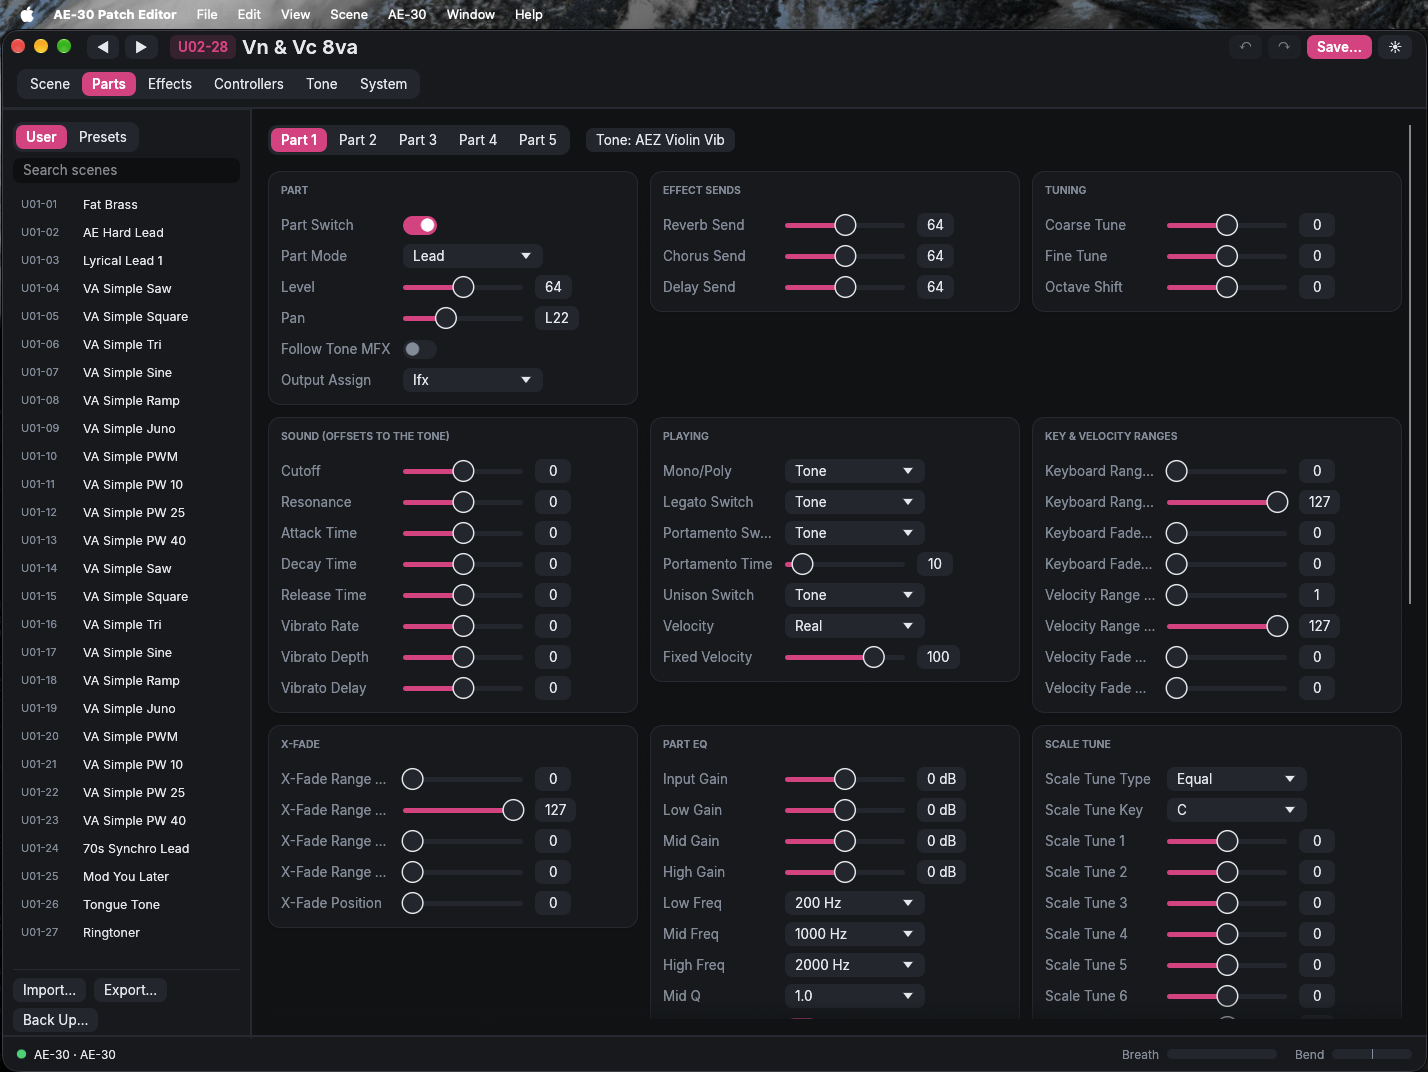 AE-30 Patch Editor File Edit View Scene AE-30 Window Help
U02-28 Vn & Vc 8va Save...
Scene Parts Effects Controllers Tone System
User Presets
Search scenes
U01-01 Fat Brass
U01-02 AE Hard Lead
U01-03 Lyrical Lead 1
U01-04 VA Simple Saw
U01-05 VA Simple Square
U01-06 VA Simple Tri
U01-07 VA Simple Sine
U01-08 VA Simple Ramp
U01-09 VA Simple Juno
U01-10 VA Simple PWM
U01-11 VA Simple PW 10
U01-12 VA Simple PW 25
U01-13 VA Simple PW 40
U01-14 VA Simple Saw
U01-15 VA Simple Square
U01-16 VA Simple Tri
U01-17 VA Simple Sine
U01-18 VA Simple Ramp
U01-19 VA Simple Juno
U01-20 VA Simple PWM
U01-21 VA Simple PW 10
U01-22 VA Simple PW 25
U01-23 VA Simple PW 40
U01-24 70s Synchro Lead
U01-25 Mod You Later
U01-26 Tongue Tone
U01-27 Ringtoner
Import... Export...
Back Up...
Part 1 Part 2 Part 3 Part 4 Part 5 Tone: AEZ Violin Vib
PART
Part Switch
Part Mode Lead
Level 64
Pan L22
Follow Tone MFX
Output Assign Ifx
EFFECT SENDS
Reverb Send 64
Chorus Send 64
Delay Send 64
TUNING
Coarse Tune 0
Fine Tune 0
Octave Shift 0
SOUND (OFFSETS TO THE TONE)
Cutoff 0
Resonance 0
Attack Time 0
Decay Time 0
Release Time 0
Vibrato Rate 0
Vibrato Depth 0
Vibrato Delay 0
PLAYING
Mono/Poly Tone
Legato Switch Tone
Portamento Sw... Tone
Portamento Time 10
Unison Switch Tone
Velocity Real
Fixed Velocity 100
KEY & VELOCITY RANGES
Keyboard Rang... 0
Keyboard Rang... 127
Keyboard Fade... 0
Keyboard Fade... 0
Velocity Range ... 1
Velocity Range ... 127
Velocity Fade ... 0
Velocity Fade ... 0
X-FADE
X-Fade Range ... 0
X-Fade Range ... 127
X-Fade Range ... 0
X-Fade Range ... 0
X-Fade Position 0
PART EQ
Input Gain 0 dB
Low Gain 0 dB
Mid Gain 0 dB
High Gain 0 dB
Low Freq 200 Hz
Mid Freq 1000 Hz
High Freq 2000 Hz
Mid Q 1.0
SCALE TUNE
Scale Tune Type Equal
Scale Tune Key C
Scale Tune 1 0
Scale Tune 2 0
Scale Tune 3 0
Scale Tune 4 0
Scale Tune 5 0
Scale Tune 6 0
AE-30 · AE-30 Breath Bend